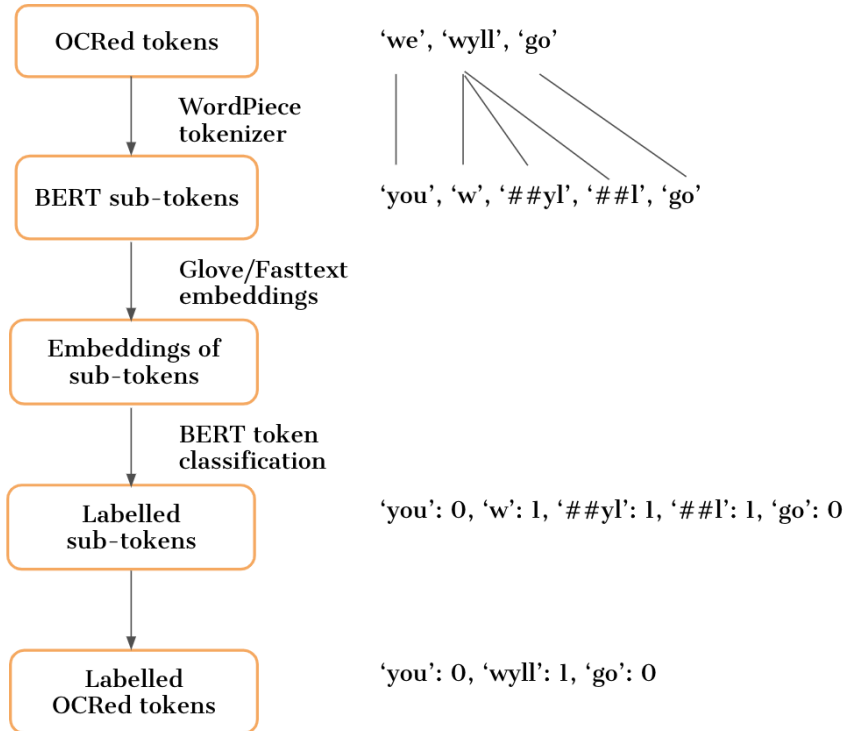 OCRed tokens
‘we’, ‘wyll’, ‘go’
WordPiece
tokenizer
BERT sub-tokens
‘you’, ‘w’, ‘##yl’, ‘##l’, ‘go’
Glove/Fasttext
embeddings
Embeddings of
sub-tokens
BERT token
classification
Labelled
sub-tokens
‘you’: 0, ‘w’: 1, ‘##yl’: 1, ‘##l’: 1, ‘go’: 0
Labelled
OCRed tokens
‘you’: 0, ‘wyll’: 1, ‘go’: 0